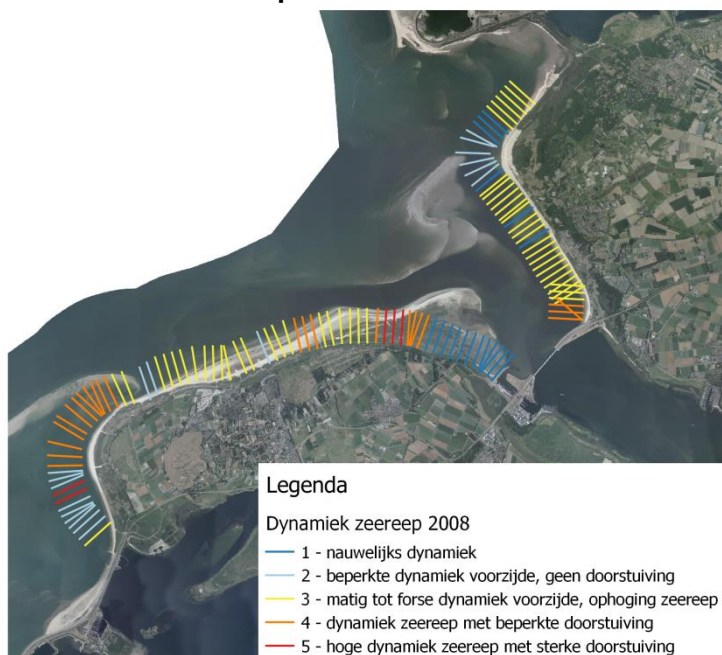 Legenda
Dynamiek zeereep 2008
1 - nauwelijks dynamiek
2 - beperkte dynamiek voorzijde, geen doorstuiving
3 - matig tot forse dynamiek voorzijde, ophoging zeereep
4 - dynamiek zeereep met beperkte doorstuiving
5 - hoge dynamiek zeereep met sterke doorstuiving